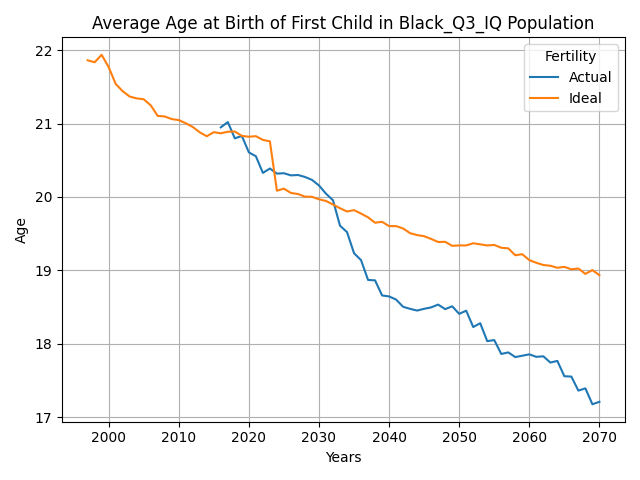 Average Age at Birth of First Child in Black_Q3_IQ Population
Fertility
Actual
Ideal
Age
22
21
20
19
18
17
2000 2010 2020 2030 2040 2050 2060 2070
Years